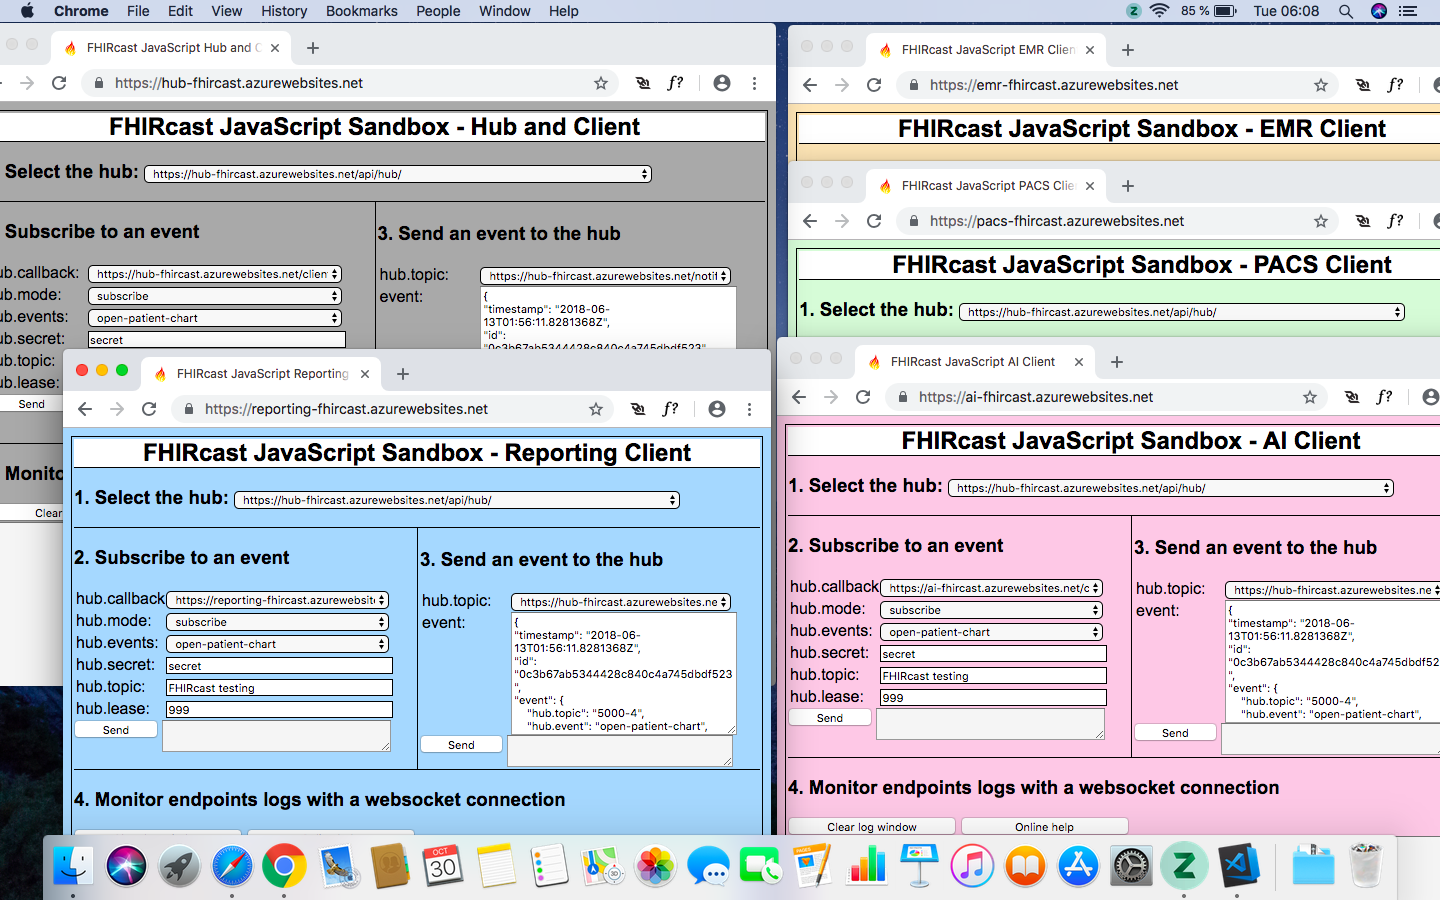 Chrome File Edit View History Bookmarks People Window Help
85 % Tue 06:08
FHIRcast JavaScript Hub and C
https://hub-fhircast.azurewebsites.net
f?
FHIRcast JavaScript Sandbox - Hub and Client
Select the hub: https://hub-fhircast.azurewebsites.net/api/hub/
Subscribe to an event
ub.callback: https://hub-fhircast.azurewebsites.net/clien
ub.mode: subscribe
ub.events: open-patient-chart
ub.secret: secret
ub.topic:
ub.lease:
Send
3. Send an event to the hub
hub.topic: https://hub-fhircast.azurewebsites.net/notif
event: {
"timestamp": "2018-06-
13T01:56:11.8281368Z",
"id":
"0c3b67ab5344428c840c4a745dbdf523"
Monito
Clear
FHIRcast JavaScript EMR Clien
https://emr-fhircast.azurewebsites.net
f?
FHIRcast JavaScript Sandbox - EMR Client
FHIRcast JavaScript PACS Clie
https://pacs-fhircast.azurewebsites.net
f?
FHIRcast JavaScript Sandbox - PACS Client
1. Select the hub: https://hub-fhircast.azurewebsites.net/api/hub/
FHIRcast JavaScript Reporting
https://reporting-fhircast.azurewebsites.net
f?
FHIRcast JavaScript Sandbox - Reporting Client
1. Select the hub: https://hub-fhircast.azurewebsites.net/api/hub/
2. Subscribe to an event
hub.callback https://reporting-fhircast.azurewebsit
hub.mode: subscribe
hub.events: open-patient-chart
hub.secret: secret
hub.topic: FHIRcast testing
hub.lease: 999
Send
3. Send an event to the hub
hub.topic: https://hub-fhircast.azurewebsites.ne
event: {
"timestamp": "2018-06-
13T01:56:11.8281368Z",
"id":
"0c3b67ab5344428c840c4a745dbdf523
",
"event": {
"hub.topic": "5000-4",
"hub.event": "open-patient-chart",
Send
4. Monitor endpoints logs with a websocket connection
FHIRcast JavaScript AI Client
https://ai-fhircast.azurewebsites.net
f?
FHIRcast JavaScript Sandbox - AI Client
1. Select the hub: https://hub-fhircast.azurewebsites.net/api/hub/
2. Subscribe to an event
hub.callback https://ai-fhircast.azurewebsites.net/c
hub.mode: subscribe
hub.events: open-patient-chart
hub.secret: secret
hub.topic: FHIRcast testing
hub.lease: 999
Send
3. Send an event to the hub
hub.topic: https://hub-fhircast.azurewebsites.ne
event: {
"timestamp": "2018-06-
13T01:56:11.8281368Z",
"id":
"0c3b67ab5344428c840c4a745dbdf52
",
"event": {
"hub.topic": "5000-4",
"hub.event": "open-patient-chart",
Send
4. Monitor endpoints logs with a websocket connection
Clear log window
Online help
OCT
30
PAGES
3D
Z